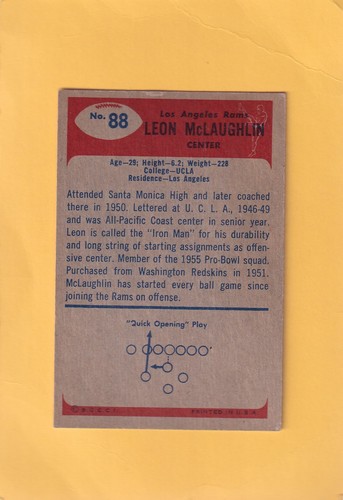 No. 88
Los Angeles Rams
LEON McLAUGHLIN
CENTER
Age—29; Height—6.2; Weight—228
College—UCLA
Residence—Los Angeles
Attended Santa Monica High and later coached
there in 1950. Lettered at U. C. L. A., 1946-49
and was All-Pacific Coast center in senior year.
Leon is called the "Iron Man" for his durability
and long string of starting assignments as offen-
sive center. Member of the 1955 Pro-Bowl squad.
Purchased from Washington Redskins in 1951.
McLaughlin has started every ball game since
joining the Rams on offense.
"Quick Opening" Play
PRINTED IN U.S.A.